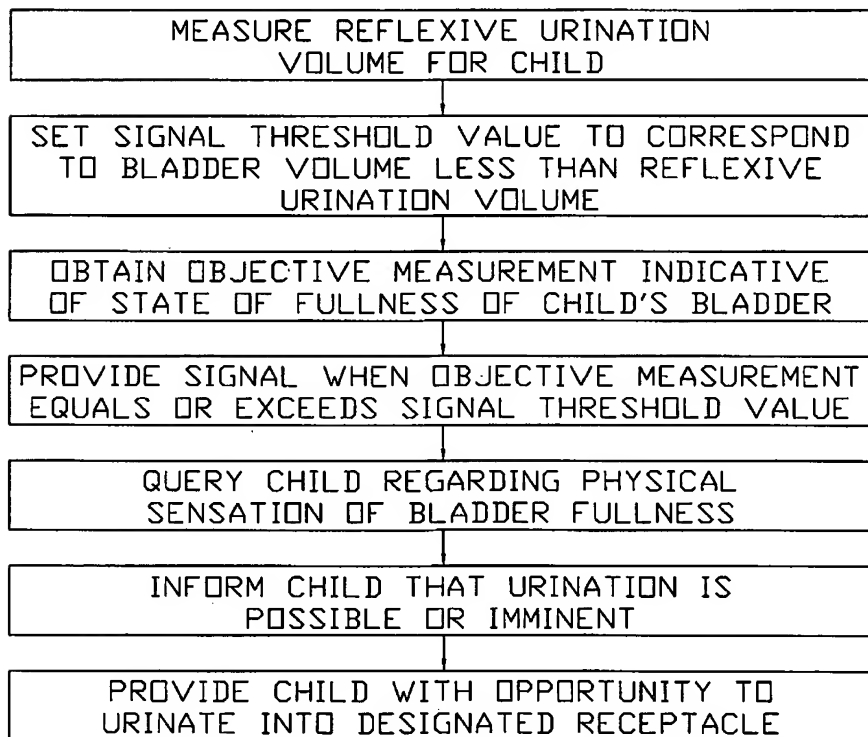 MEASURE REFLEXIVE URINATION
VOLUME FOR CHILD
SET SIGNAL THRESHOLD VALUE TO CORRESPOND
TO BLADDER VOLUME LESS THAN REFLEXIVE
URINATION VOLUME
OBTAIN OBJECTIVE MEASUREMENT INDICATIVE
OF STATE OF FULLNESS OF CHILD'S BLADDER
PROVIDE SIGNAL WHEN OBJECTIVE MEASUREMENT
EQUALS OR EXCEEDS SIGNAL THRESHOLD VALUE
QUERY CHILD REGARDING PHYSICAL
SENSATION OF BLADDER FULLNESS
INFORM CHILD THAT URINATION IS
POSSIBLE OR IMMINENT
PROVIDE CHILD WITH OPPORTUNITY TO
URINATE INTO DESIGNATED RECEPTACLE